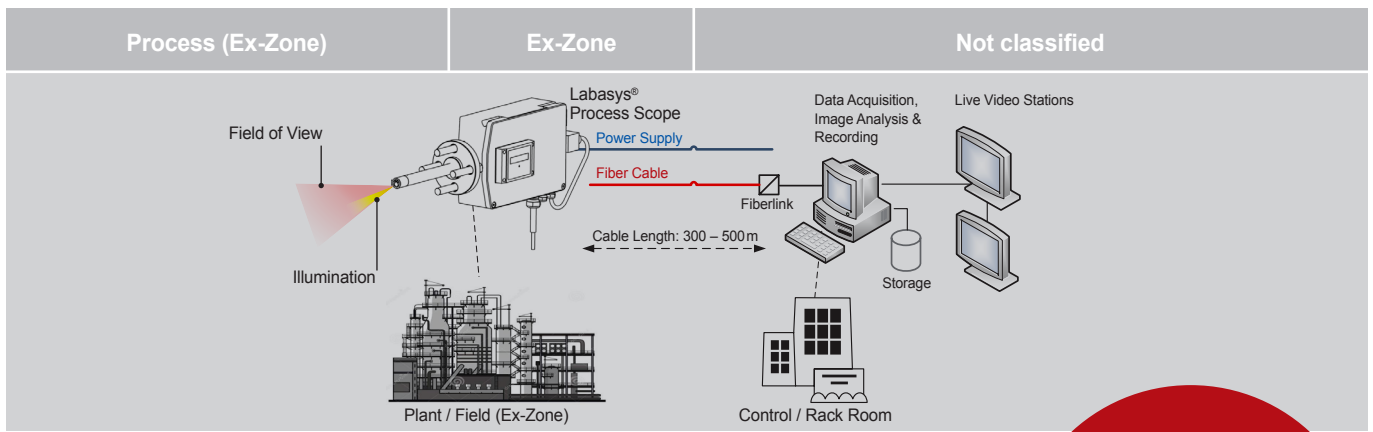 Process (Ex-Zone)
Ex-Zone
Not classified
Labasys®
Process Scope
Data Acquisition,
Image Analysis &
Recording
Live Video Stations
Field of View
Power Supply
Fiber Cable
Fiberlink
Cable Length: 300 – 500 m
Illumination
Storage
Plant / Field (Ex-Zone)
Control / Rack Room